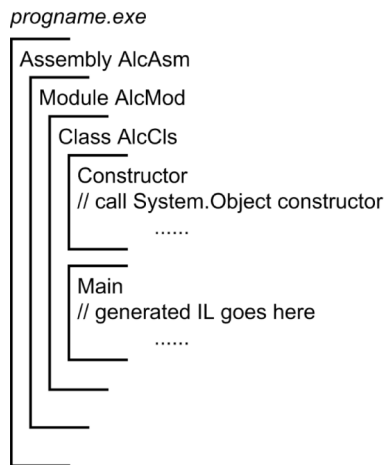 progname.exe
Assembly AlcAsm
Module AlcMod
Class AlcCls
Constructor
// call System.Object constructor
......
Main
// generated IL goes here
......